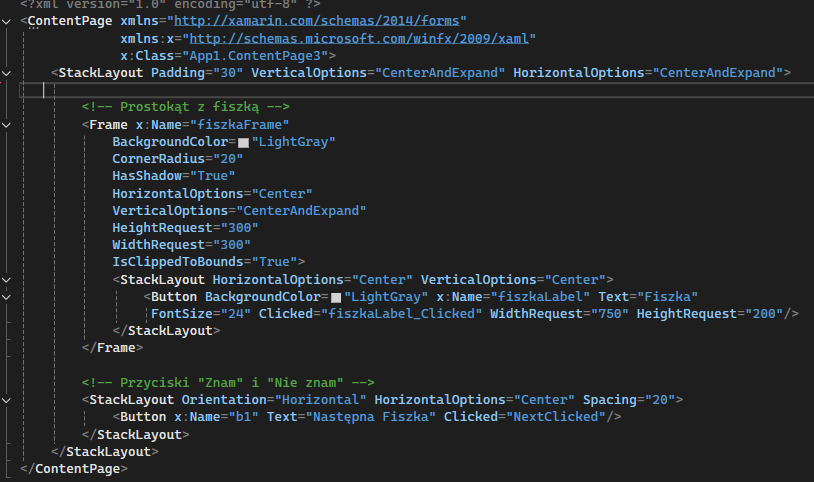 <?xml version="1.0" encoding="utf-8" ?>
<ContentPage xmlns="http://xamarin.com/schemas/2014/forms"
xmlns:x="http://schemas.microsoft.com/winfx/2009/xaml"
x:Class="App1.ContentPage3">
<StackLayout Padding="30" VerticalOptions="CenterAndExpand" HorizontalOptions="CenterAndExpand">
<!-- Prostokąt z fiszką -->
<Frame x:Name="fiszkaFrame"
BackgroundColor="LightGray"
CornerRadius="20"
HasShadow="True"
HorizontalOptions="Center"
VerticalOptions="CenterAndExpand"
HeightRequest="300"
WidthRequest="300"
IsClippedToBounds="True">
<StackLayout HorizontalOptions="Center" VerticalOptions="Center">
<Button BackgroundColor="LightGray" x:Name="fiszkaLabel" Text="Fiszka"
FontSize="24" Clicked="fiszkaLabel_Clicked" WidthRequest="750" HeightRequest="200"/>
</StackLayout>
</Frame>
<!-- Przyciski "Znam" i "Nie znam" -->
<StackLayout Orientation="Horizontal" HorizontalOptions="Center" Spacing="20">
<Button x:Name="b1" Text="Następna Fiszka" Clicked="NextClicked"/>
</StackLayout>
</StackLayout>
</ContentPage>